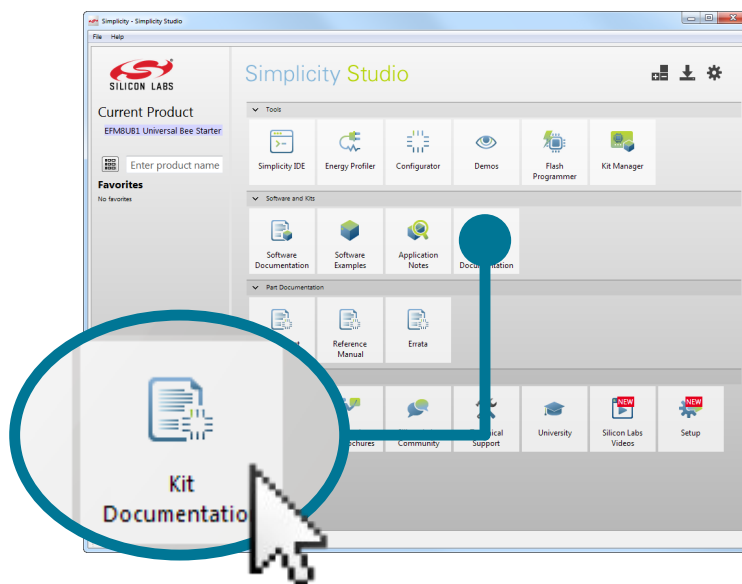 Simplicity - Simplicity Studio
File Help
SILICON LABS
Simplicity Studio
Current Product
EFM8UB1 Universal Bee Starter
Enter product name
Favorites
No favorites
Tools
Simplicity IDE
Energy Profiler
Configurator
Demos
Flash
Programmer
Kit Manager
Software and Kits
Software
Documentation
Software
Examples
Application
Notes
Documentation
Part Documentation
Reference
Manual
Errata
Community
Support
University
NEW
Silicon Labs
Videos
NEW
Setup
Kit
Documentatio